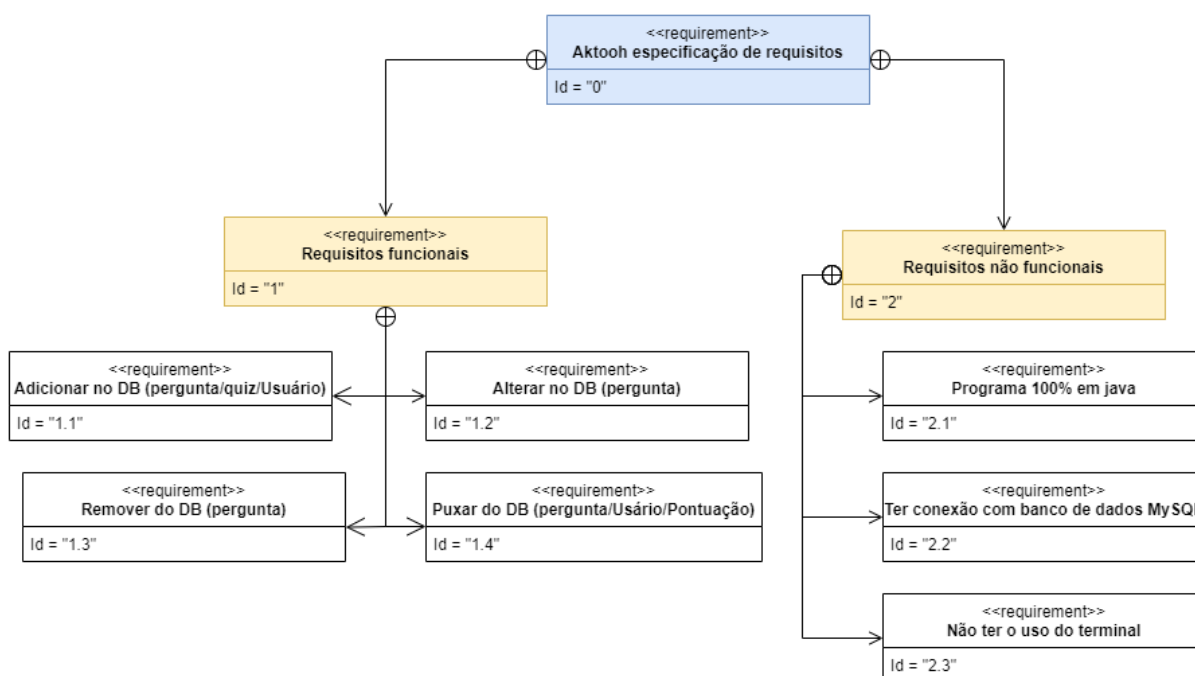 <<requirement>>
Aktooh especificação de requisitos
Id = "0"
<<requirement>>
Requisitos funcionais
Id = "1"
<<requirement>>
Requisitos não funcionais
Id = "2"
<<requirement>>
Adicionar no DB (pergunta/quiz/Usuário)
Id = "1.1"
<<requirement>>
Alterar no DB (pergunta)
Id = "1.2"
<<requirement>>
Programa 100% em java
Id = "2.1"
<<requirement>>
Remover do DB (pergunta)
Id = "1.3"
<<requirement>>
Puxar do DB (pergunta/Usário/Pontuação)
Id = "1.4"
<<requirement>>
Ter conexão com banco de dados MySQL
Id = "2.2"
<<requirement>>
Não ter o uso do terminal
Id = "2.3"